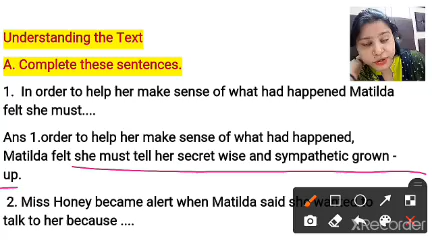 Understanding the Text
A. Complete these sentences.
1. In order to help her make sense of what had happened Matilda
felt she must....
Ans 1.order to help her make sense of what had happened,
Matilda felt she must tell her secret wise and sympathetic grown -
up.
2. Miss Honey became alert when Matilda said she wanted to
talk to her because ....
XRecorder